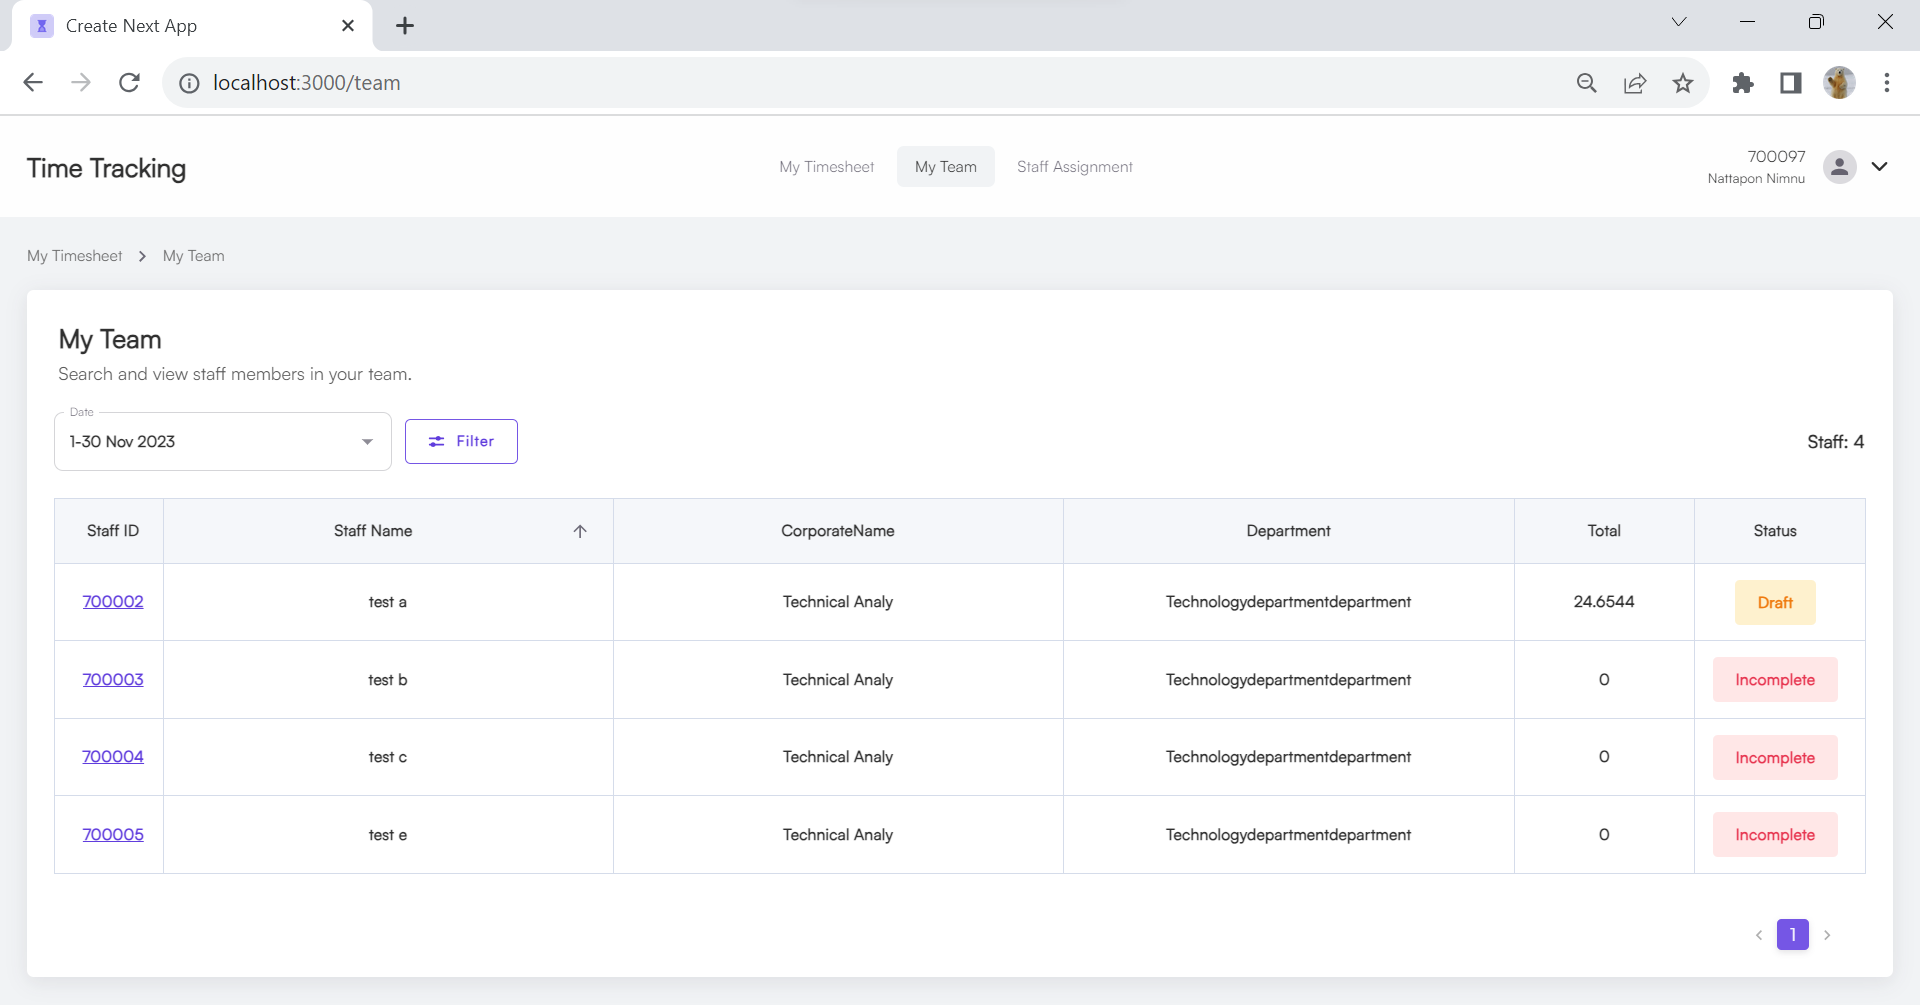 Create Next App
localhost:3000/team
Time Tracking
My Timesheet
My Team
Staff Assignment
700097
Nattapon Nimnu
My Timesheet
My Team
My Team
Search and view staff members in your team.
Date
1-30 Nov 2023
Filter
Staff: 4
Staff ID Staff Name CorporateName Department Total Status
700002 test a Technical Analy Technologydepartmentdepartment 24.6544 Draft
700003 test b Technical Analy Technologydepartmentdepartment 0 Incomplete
700004 test c Technical Analy Technologydepartmentdepartment 0 Incomplete
700005 test e Technical Analy Technologydepartmentdepartment 0 Incomplete
1